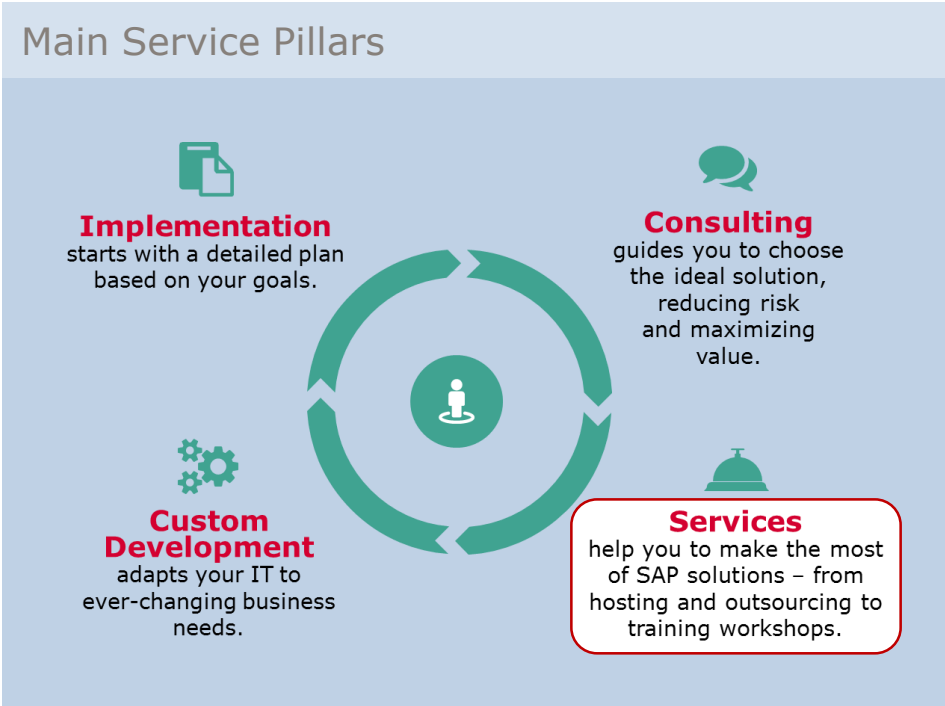 Main Service Pillars
Implementation
starts with a detailed plan
based on your goals.
Consulting
guides you to choose
the ideal solution,
reducing risk
and maximizing
value.
Custom
Development
adapts your IT to
ever-changing business
needs.
Services
help you to make the most
of SAP solutions – from
hosting and outsourcing to
training workshops.